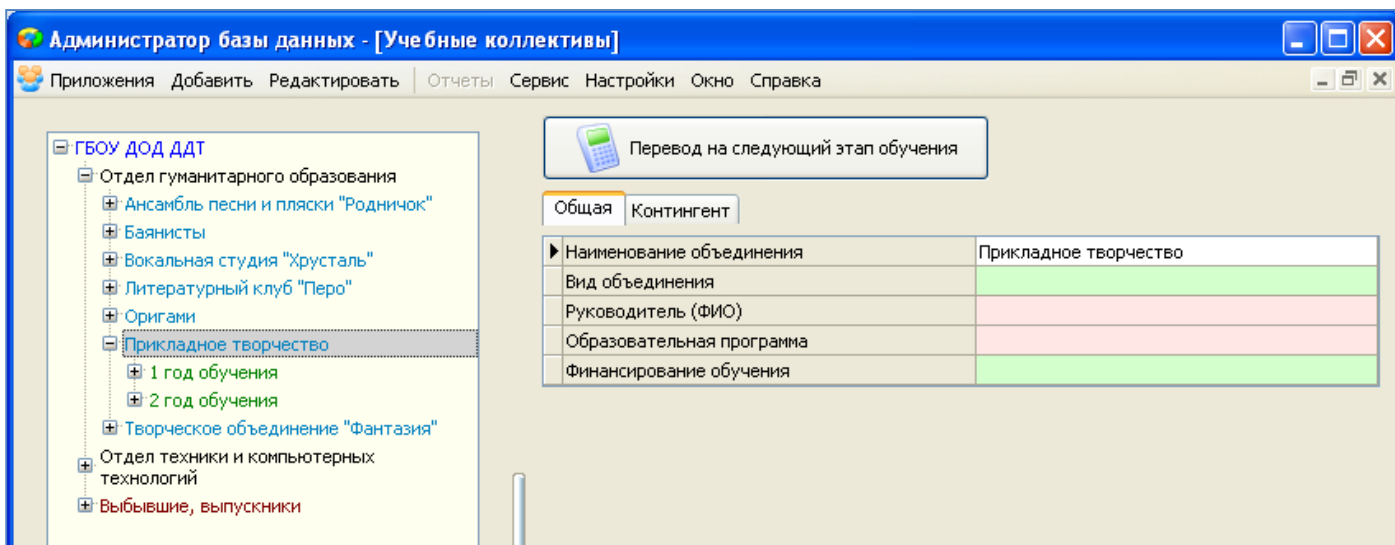 Администратор базы данных - [Учебные коллективы]
Приложения Добавить Редактировать Отчеты Сервис Настройки Окно Справка
ГБОУ ДОД ДДТ
Отдел гуманитарного образования
Ансамбль песни и пляски "Родничок"
Баянисты
Вокальная студия "Хрусталь"
Литературный клуб "Перо"
Оригами
Прикладное творчество
1 год обучения
2 год обучения
Творческое объединение "Фантазия"
Отдел техники и компьютерных
технологий
Выбывшие, выпускники
Перевод на следующий этап обучения
Общая Контингент
Наименование объединения Прикладное творчество
Вид объединения
Руководитель (ФИО)
Образовательная программа
Финансирование обучения